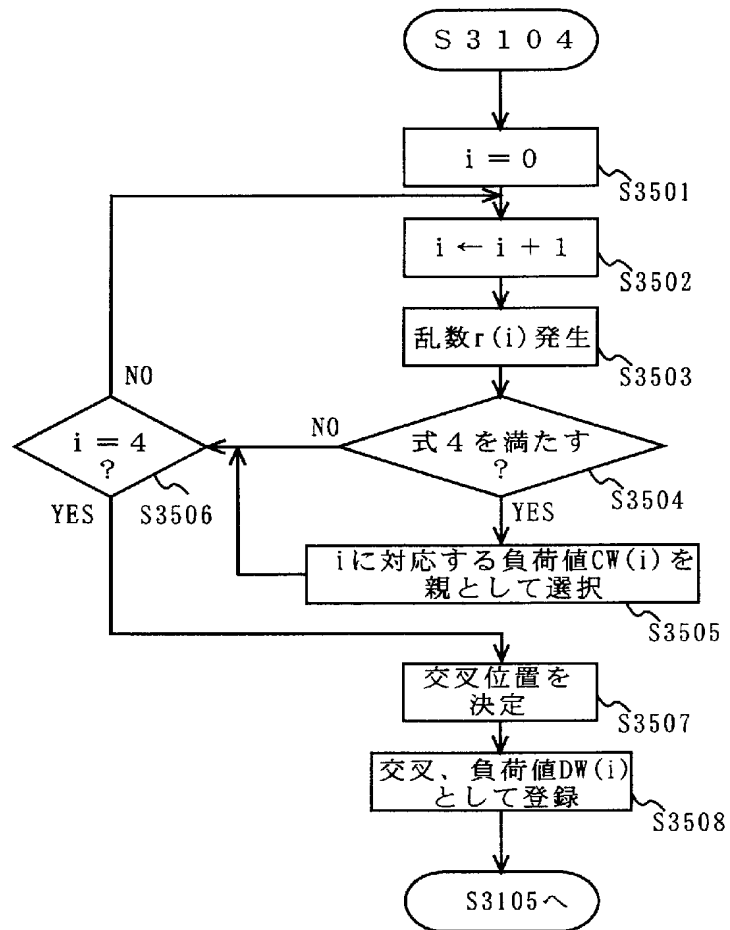 S3104
i = 0
S3501
i ← i + 1
S3502
乱数r(i)発生
S3503
NO
i = 4
?
NO
式4を満たす
?
S3504
YES
S3506
YES
iに対応する負荷値CW(i)を
親として選択
S3505
交叉位置を
決定
S3507
交叉、負荷値DW(i)
として登録
S3508
S3105へ